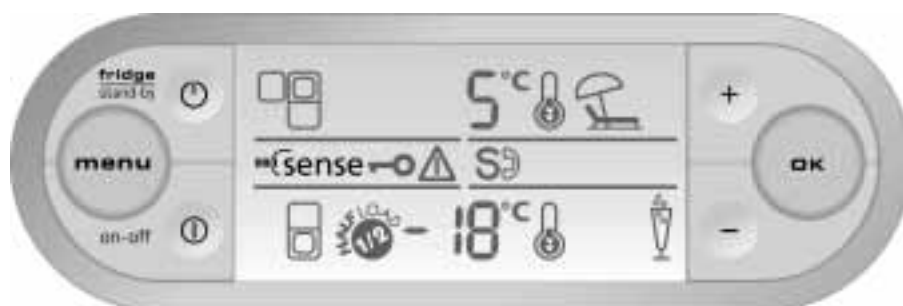 fridge
stand-by
menu
on-off
5°C
sense
S
HALF LOAD
1/2
-18°C
+
OK
-